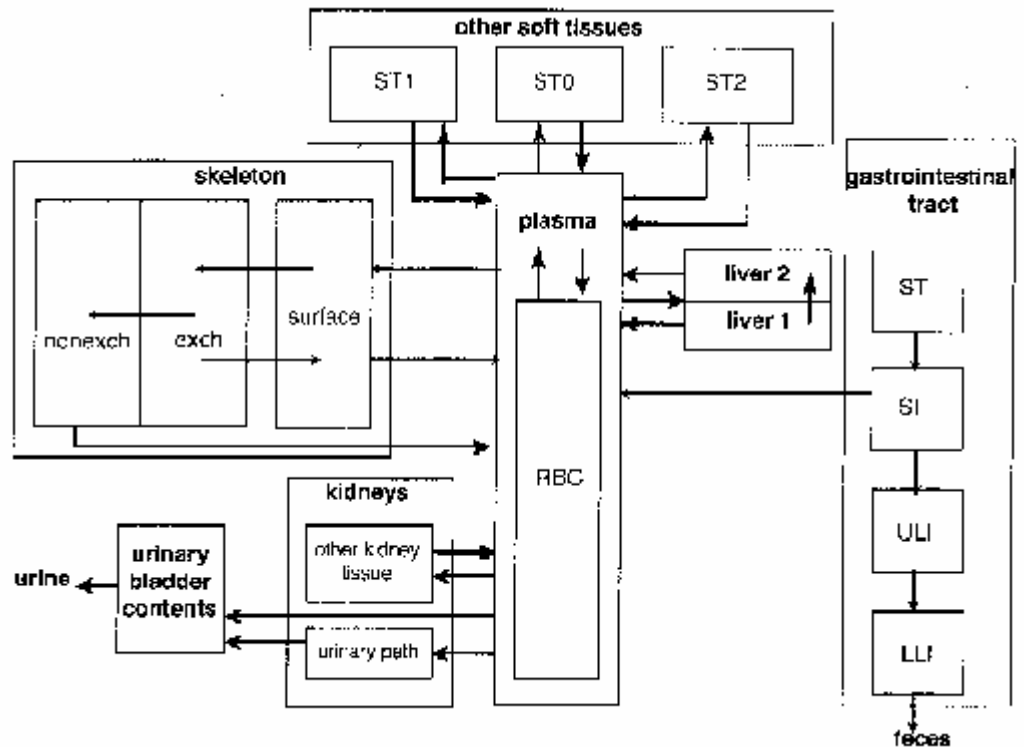 other soft tissues
ST1
ST0
ST2
skeleton
gastrointestinal
tract
plasma
liver 2
liver 1
ST
surface
nonexch
exch
SI
RBC
kidneys
other kidney
tissue
ULI
urinary
bladder
contents
urine
urinary path
LLI
feces